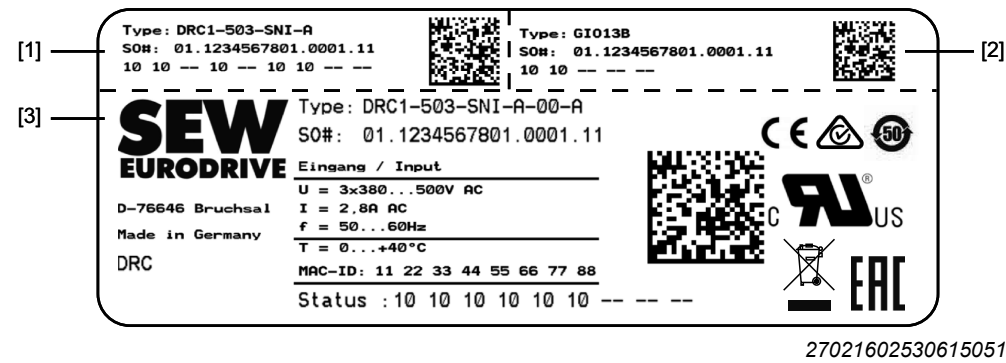 [1]
Type: DRC1-503-SNI-A
SO#: 01.1234567801.0001.11
10 10 -- 10 -- 10 10 -- --
Type: GIO13B
SO#: 01.1234567801.0001.11
10 10 -- -- --
[2]
[3]
SEW
EURODRIVE
D-76646 Bruchsal
Made in Germany
DRC
Type: DRC1-503-SNI-A-00-A
SO#: 01.1234567801.0001.11
Eingang / Input
U = 3x380...500V AC
I = 2,8A AC
f = 50...60Hz
T = 0...+40°C
MAC-ID: 11 22 33 44 55 66 77 88
Status : 10 10 10 10 10 10 -- -- --
CE
50
C RU US
®
EAC
27021602530615051